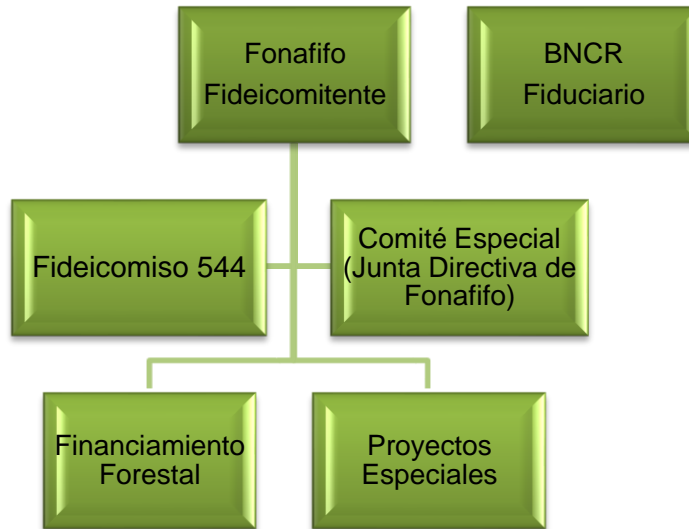 Fonafifo
Fideicomitente
BNCR
Fiduciario
Fideicomiso 544
Comité Especial
(Junta Directiva de
Fonafifo)
Financiamiento
Forestal
Proyectos
Especiales